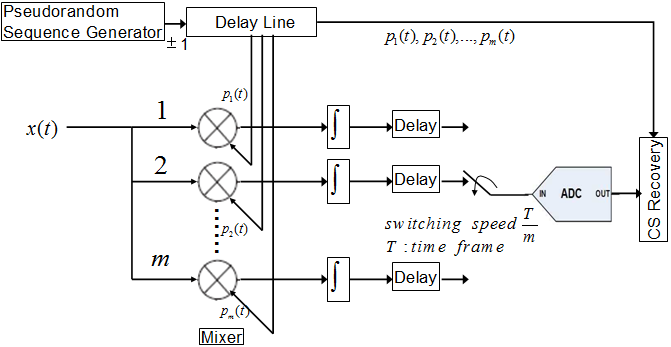 Pseudorandom
Sequence Generator
± 1
Delay Line
p₁(t), p₂(t),..., pₘ(t)
p₁(t)
1
x(t)
∫
Delay
2
∫
Delay
IN ADC OUT
CS Recovery
p₂(t)
switching speed T/m
T : time frame
m
∫
Delay
pₘ(t)
Mixer